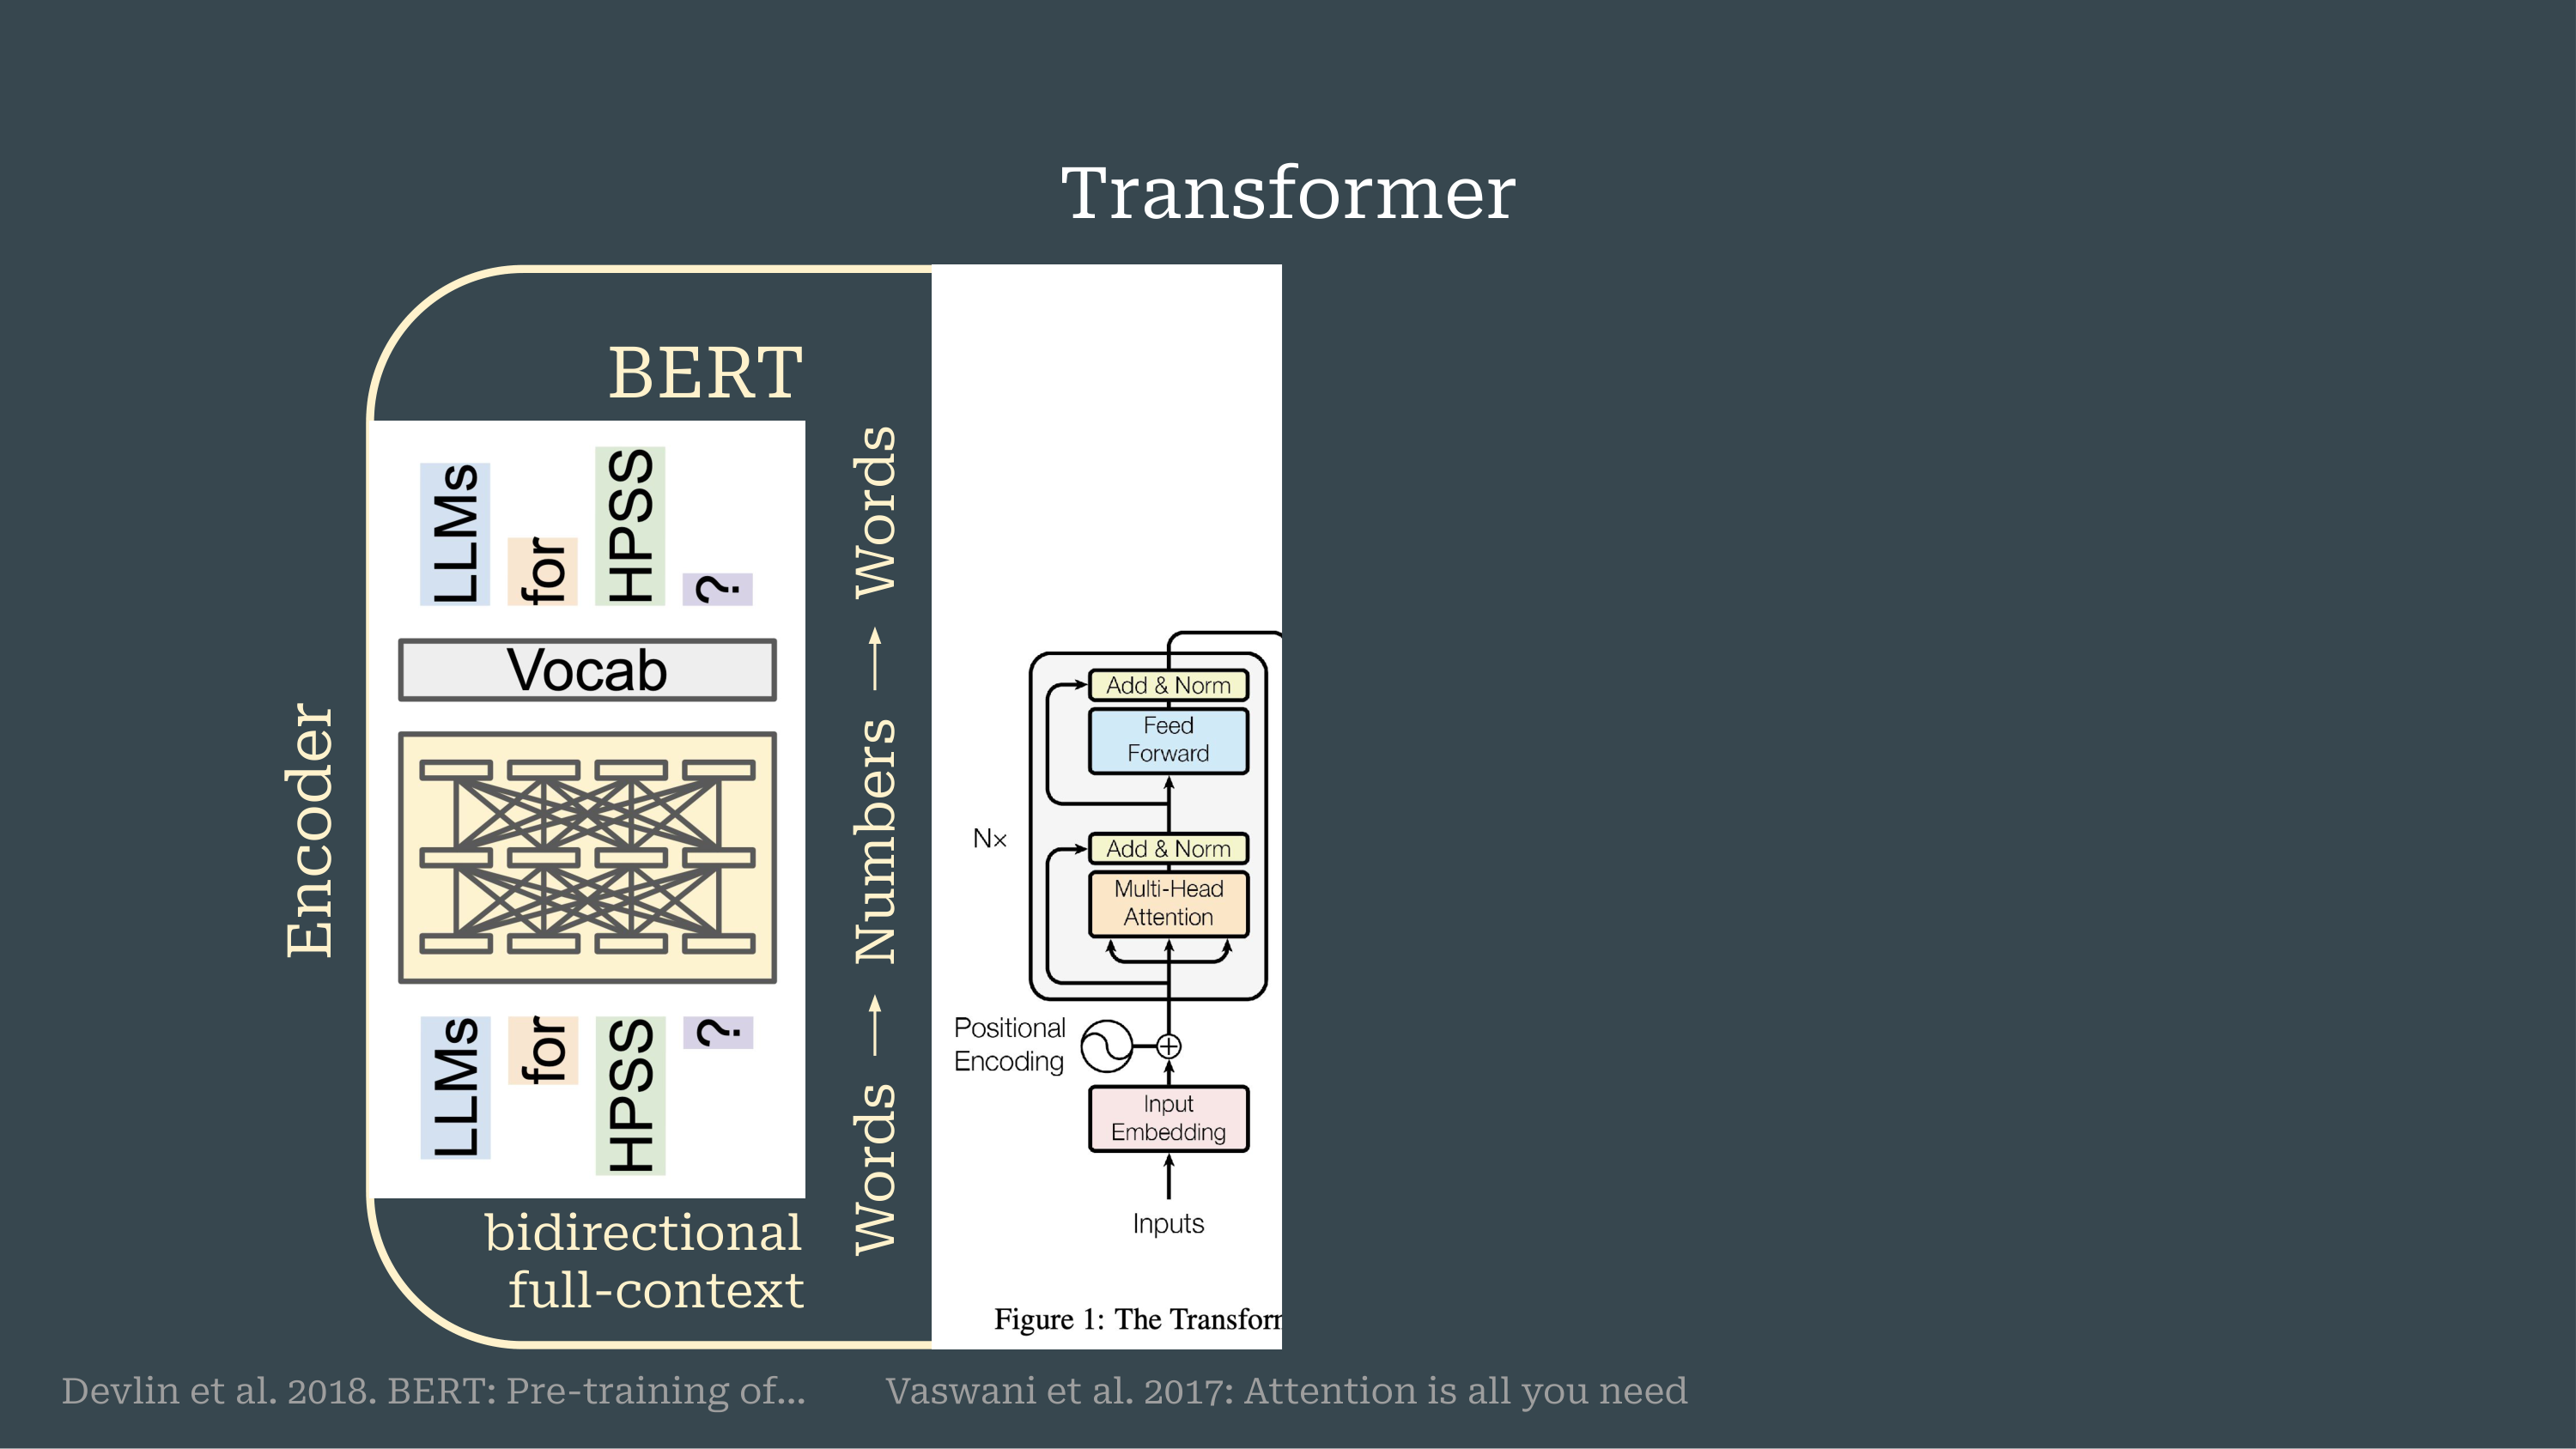 Transformer
BERT
Encoder
LLMs
for
HPSS
?
Vocab
LLMs
for
HPSS
?
bidirectional
full-context
Words → Numbers → Words
Add & Norm
Feed
Forward
Nx
Add & Norm
Multi-Head
Attention
Positional
Encoding
Input
Embedding
Inputs
Figure 1: The Transfor
Devlin et al. 2018. BERT: Pre-training of...
Vaswani et al. 2017: Attention is all you need